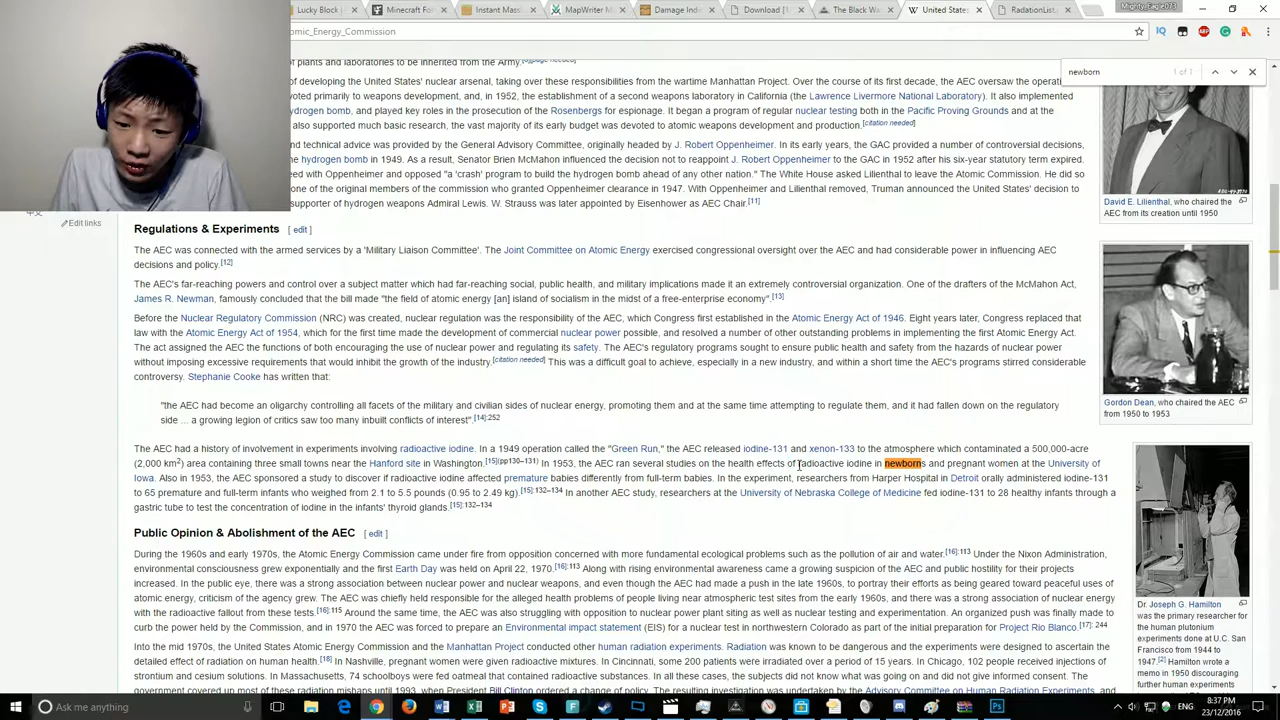 Lucky Block |
Minecraft For
Instant Massi
MapWriter M
Damage Indi
Download [1.
The Black Wa
United States
RadationList.
Mighty-Eagle073
omic_Energy_Commission
newborn
1 of 1
of plants and laboratories to be inherited from the Army.
of developing the United States' nuclear arsenal, taking over these responsibilities from the wartime Manhattan Project. Over the course of its first decade, the AEC oversaw the operati
voted primarily to weapons development, and, in 1952, the establishment of a second weapons laboratory in California (the Lawrence Livermore National Laboratory). It also implemented
hydrogen bomb, and played key roles in the prosecution of the Rosenbergs for espionage. It began a program of regular nuclear testing both in the Pacific Proving Grounds and at the
also supported much basic research, the vast majority of its early budget was devoted to atomic weapons development and production.[citation needed]
and technical advice was provided by the General Advisory Committee, originally headed by J. Robert Oppenheimer. In its early years, the GAC provided a number of controversial decisions,
hydrogen bomb in 1949. As a result, Senator Brien McMahon influenced the decision not to reappoint J. Robert Oppenheimer to the GAC in 1952 after his six-year statutory term expired.
eed with Oppenheimer and opposed "a 'crash' program to build the hydrogen bomb ahead of any other nation." The White House asked Lilienthal to leave the Atomic Commission. He did so
one of the original members of the commission who granted Oppenheimer clearance in 1947. With Oppenheimer and Lilienthal removed, Truman announced the United States' decision to
supporter of hydrogen weapons Admiral Lewis. W. Strauss was later appointed by Eisenhower as AEC Chair.[11]
David E. Lilienthal, who chaired the
AEC from its creation until 1950
中文
Edit links
Regulations & Experiments [ edit ]
The AEC was connected with the armed services by a 'Military Liaison Committee'. The Joint Committee on Atomic Energy exercised congressional oversight over the AEC and had considerable power in influencing AEC
decisions and policy.[12]
The AEC's far-reaching powers and control over a subject matter which had far-reaching social, public health, and military implications made it an extremely controversial organization. One of the drafters of the McMahon Act,
James R. Newman, famously concluded that the bill made "the field of atomic energy [an] island of socialism in the midst of a free-enterprise economy".[13]
Before the Nuclear Regulatory Commission (NRC) was created, nuclear regulation was the responsibility of the AEC, which Congress first established in the Atomic Energy Act of 1946. Eight years later, Congress replaced that
law with the Atomic Energy Act of 1954, which for the first time made the development of commercial nuclear power possible, and resolved a number of other outstanding problems in implementing the first Atomic Energy Act.
The act assigned the AEC the functions of both encouraging the use of nuclear power and regulating its safety. The AEC's regulatory programs sought to ensure public health and safety from the hazards of nuclear power
without imposing excessive requirements that would inhibit the growth of the industry.[citation needed] This was a difficult goal to achieve, especially in a new industry, and within a short time the AEC's programs stirred considerable
controversy. Stephanie Cooke has written that:
Gordon Dean, who chaired the AEC
from 1950 to 1953
"the AEC had become an oligarchy controlling all facets of the military and civilian sides of nuclear energy, promoting them and at the same time attempting to regulate them, and it had fallen down on the regulatory
side ... a growing legion of critics saw too many inbuilt conflicts of interest".[14]:252
The AEC had a history of involvement in experiments involving radioactive iodine. In a 1949 operation called the "Green Run," the AEC released iodine-131 and xenon-133 to the atmosphere which contaminated a 500,000-acre
(2,000 km2) area containing three small towns near the Hanford site in Washington.[15](pp130–131) In 1953, the AEC ran several studies on the health effects of radioactive iodine in newborns and pregnant women at the University of
Iowa. Also in 1953, the AEC sponsored a study to discover if radioactive iodine affected premature babies differently from full-term babies. In the experiment, researchers from Harper Hospital in Detroit orally administered iodine-131
to 65 premature and full-term infants who weighed from 2.1 to 5.5 pounds (0.95 to 2.49 kg).[15]:132–134 In another AEC study, researchers at the University of Nebraska College of Medicine fed iodine-131 to 28 healthy infants through a
gastric tube to test the concentration of iodine in the infants' thyroid glands.[15]:132–134
Public Opinion & Abolishment of the AEC [ edit ]
During the 1960s and early 1970s, the Atomic Energy Commission came under fire from opposition concerned with more fundamental ecological problems such as the pollution of air and water.[16]:113 Under the Nixon Administration,
environmental consciousness grew exponentially and the first Earth Day was held on April 22, 1970.[16]:113 Along with rising environmental awareness came a growing suspicion of the AEC and public hostility for their projects
increased. In the public eye, there was a strong association between nuclear power and nuclear weapons, and even though the AEC had made a push in the late 1960s, to portray their efforts as being geared toward peaceful uses of
atomic energy, criticism of the agency grew. The AEC was chiefly held responsible for the alleged health problems of people living near atmospheric test sites from the early 1960s, and there was a strong association of nuclear energy
with the radioactive fallout from these tests.[16]:115 Around the same time, the AEC was also struggling with opposition to nuclear power plant siting as well as nuclear testing and experimentation. An organized push was finally made to
curb the power held by the Commission, and in 1970 the AEC was forced to prepare an Environmental impact statement (EIS) for a nuclear test in northwestern Colorado as part of the initial preparation for Project Rio Blanco.[17]: 244
Into the mid 1970s, the United States Atomic Energy Commission and the Manhattan Project conducted other human radiation experiments. Radiation was known to be dangerous and the experiments were designed to ascertain the
detailed effect of radiation on human health.[18] In Nashville, pregnant women were given radioactive mixtures. In Cincinnati, some 200 patients were irradiated over a period of 15 years. In Chicago, 102 people received injections of
strontium and cesium solutions. In Massachusetts, 74 schoolboys were fed oatmeal that contained radioactive substances. In all these cases, the subjects did not know what was going on and did not give informed consent. The
government covered up most of these radiation mishaps until 1993, when President Bill Clinton ordered a change of policy. The resulting investigation was undertaken by the Advisory Committee on Human Radiation Experiments,
Dr. Joseph G. Hamilton
was the primary researcher for
the human plutonium
experiments done at U.C. San
Francisco from 1944 to
1947.[2] Hamilton wrote a
memo in 1950 discouraging
further human experiments
Ask me anything
ENG
8:37 PM
23/12/2016